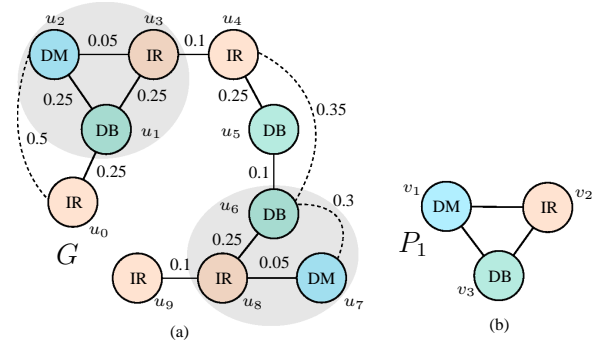 u₂
u₃
u₄
DM
0.05
IR
0.1
IR
0.25
0.25
0.25
0.35
DB
u₁
u₅
DB
0.5
0.25
0.1
IR
u₆
DB
0.3
u₀
G
0.25
IR
0.1
IR
0.05
DM
u₉
u₈
u₇
(a)
v₁
DM
IR
v₂
P₁
DB
v₃
(b)